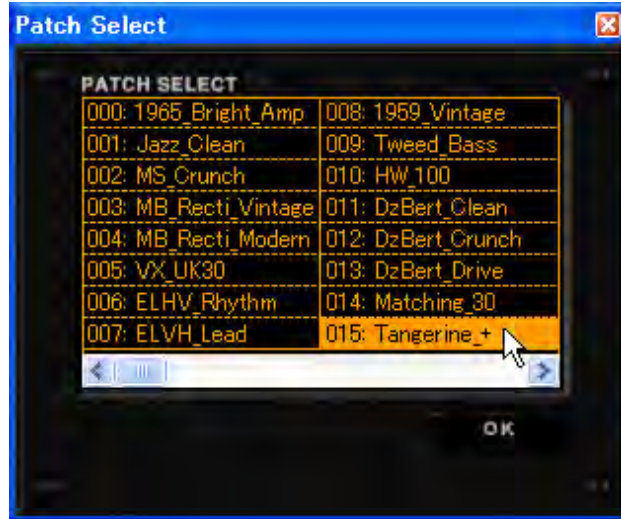 Patch Select
PATCH SELECT
000: 1965_Bright_Amp
001: Jazz_Clean
002: MS_Crunch
003: MB_Recti_Vintage
004: MB_Recti_Modern
005: VX_UK30
006: ELHV_Rhythm
007: ELVH_Lead
008: 1959_Vintage
009: Tweed_Bass
010: HW_100
011: DzBert_Clean
012: DzBert_Crunch
013: DzBert_Drive
014: Matching_30
015: Tangerine_+
OK